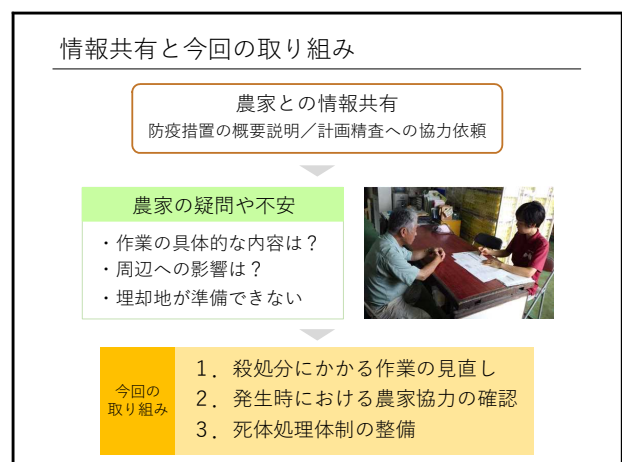 情報共有と今回の取り組み
農家との情報共有
防疫措置の概要説明／計画精査への協力依頼
農家の疑問や不安
・作業の具体的な内容は？
・周辺への影響は？
・埋却地が準備できない
今回の
取り組み
１．殺処分にかかる作業の見直し
２．発生時における農家協力の確認
３．死体処理体制の整備